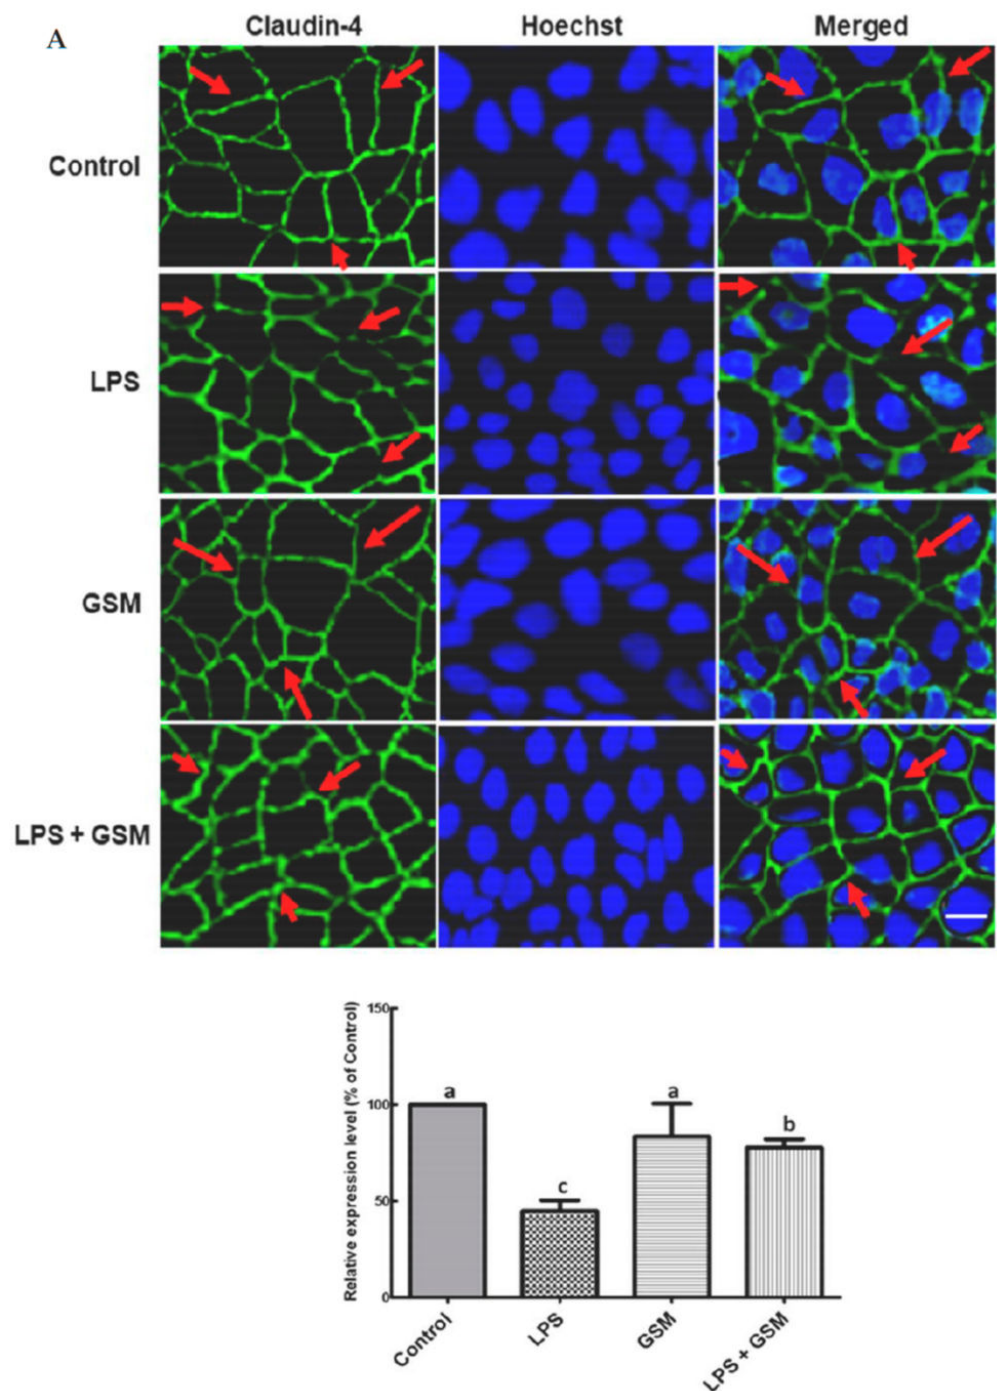 A
Claudin-4 Hoechst Merged
Control
LPS
GSM
LPS + GSM
Relative expression level (% of Control)
150
100
50
0
a
c
a
b
Control
LPS
GSM
LPS + GSM